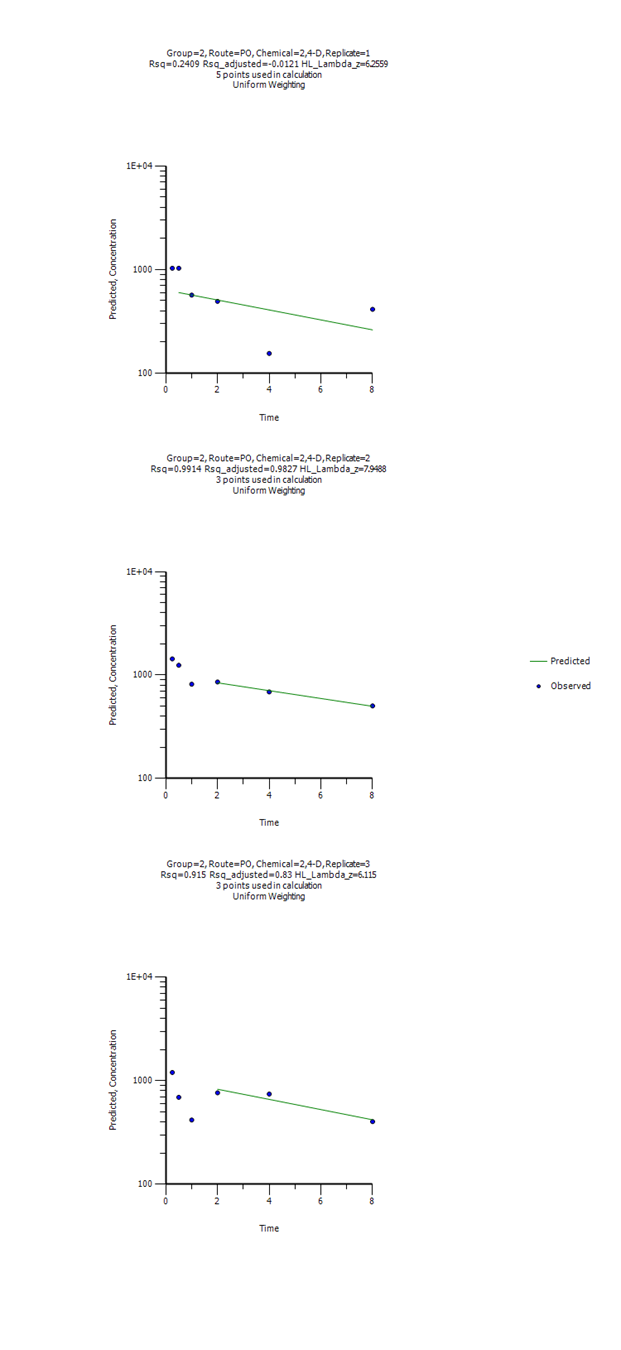 Group=2, Route=PO, Chemical=2,4-D, Replicate=1
Rsq=0.2409 Rsq_adjusted=-0.0121 HL_Lambda_z=6.2559
5 points used in calculation
Uniform Weighting
1E+04
1000
100
Predicted, Concentration
0 2 4 6 8
Time
Group=2, Route=PO, Chemical=2,4-D, Replicate=2
Rsq=0.9914 Rsq_adjusted=0.9827 HL_Lambda_z=7.9488
3 points used in calculation
Uniform Weighting
1E+04
1000
100
Predicted, Concentration
0 2 4 6 8
Time
Predicted
Observed
Group=2, Route=PO, Chemical=2,4-D, Replicate=3
Rsq=0.915 Rsq_adjusted=0.83 HL_Lambda_z=6.115
3 points used in calculation
Uniform Weighting
1E+04
1000
100
Predicted, Concentration
0 2 4 6 8
Time